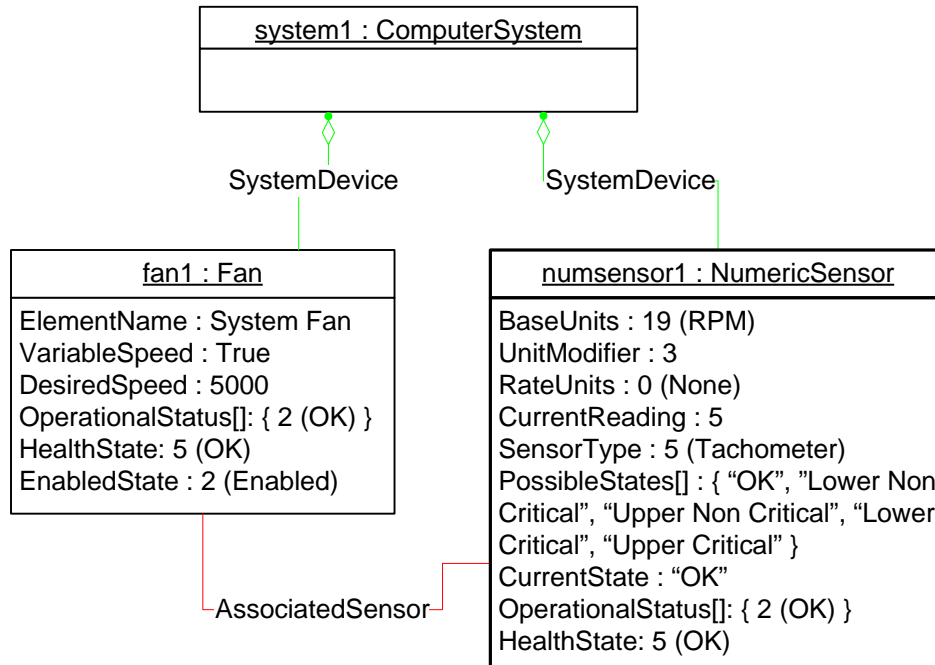 system1 : ComputerSystem
SystemDevice
SystemDevice
fan1 : Fan
ElementName : System Fan
VariableSpeed : True
DesiredSpeed : 5000
OperationalStatus[]: { 2 (OK) }
HealthState: 5 (OK)
EnabledState : 2 (Enabled)
numsensor1 : NumericSensor
BaseUnits : 19 (RPM)
UnitModifier : 3
RateUnits : 0 (None)
CurrentReading : 5
SensorType : 5 (Tachometer)
PossibleStates[] : { “OK”, ”Lower Non
Critical”, “Upper Non Critical”, “Lower
Critical”, “Upper Critical” }
CurrentState : “OK”
OperationalStatus[]: { 2 (OK) }
HealthState: 5 (OK)
AssociatedSensor